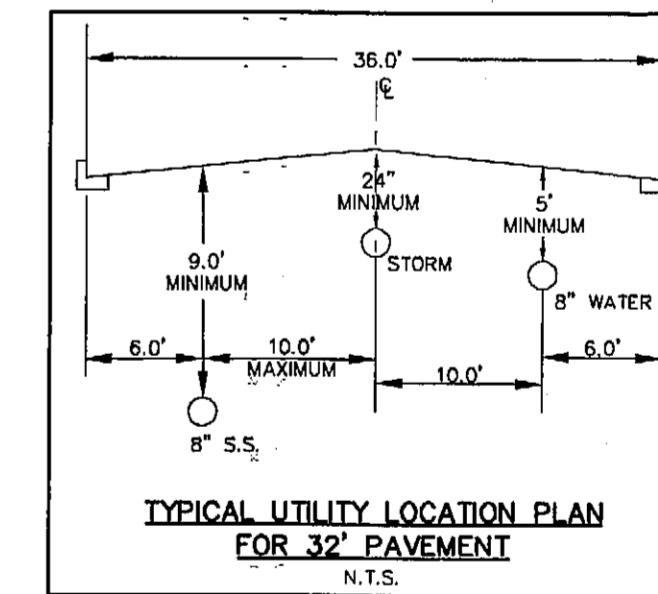 36.0'
℄
24"
MINIMUM
5'
MINIMUM
9.0'
MINIMUM
STORM
8" WATER
6.0'
10.0'
MAXIMUM
10.0'
6.0'
8" S.S.
TYPICAL UTILITY LOCATION PLAN
FOR 32' PAVEMENT
N.T.S.